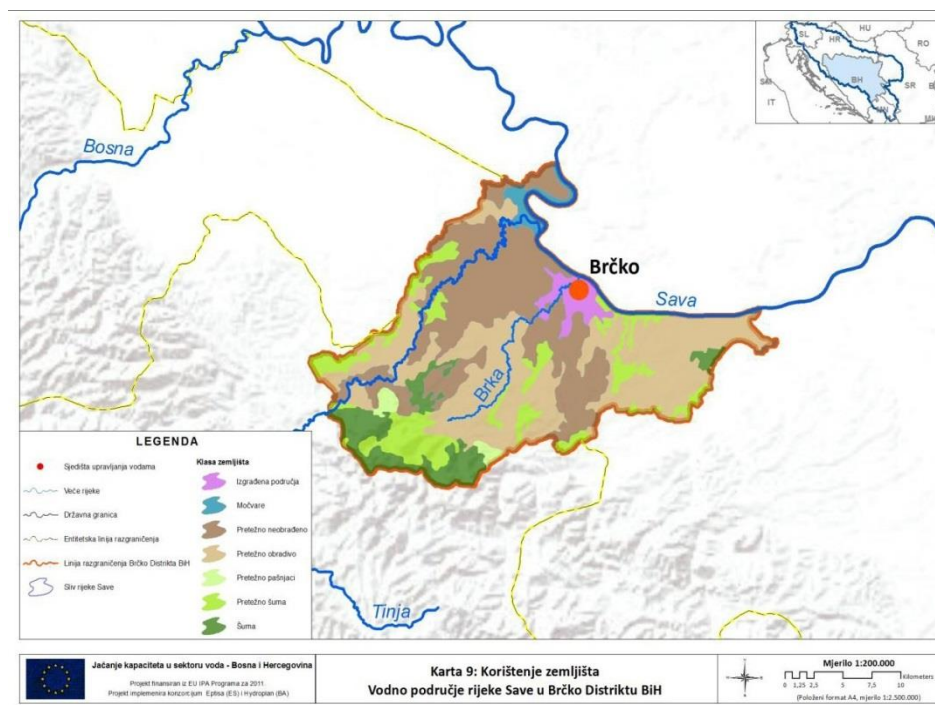 SL
HR
HU
RO
BH
SR
IT
Bosna
Brčko
Sava
Brka
Tinja
LEGENDA
Sjedišta upravljanja vodama
Veće rijeke
Državna granica
Entitetska linija razgraničenja
Linija razgraničenja Brčko Distrikta BiH
Sliv rijeke Save
Klasa zemljišta
Izgrađena područja
Močvare
Pretežno neobrađeno
Pretežno obradivo
Pretežno pašnjaci
Pretežno šuma
Šuma
Jačanje kapaciteta u sektoru voda - Bosna i Hercegovina
Projekt finansiran iz EU IPA Programa za 2011.
Projekt implementira konzorcijum Eptisa (ES) i Hydroplan (BA)
Karta 9: Korištenje zemljišta
Vodno područje rijeke Save u Brčko Distriktu BiH
Mjerilo 1:200.000
0 1,25 2,5 5 7,5 10 Kilometers
(Položeni format A4, mjerilo 1:2.500.000)